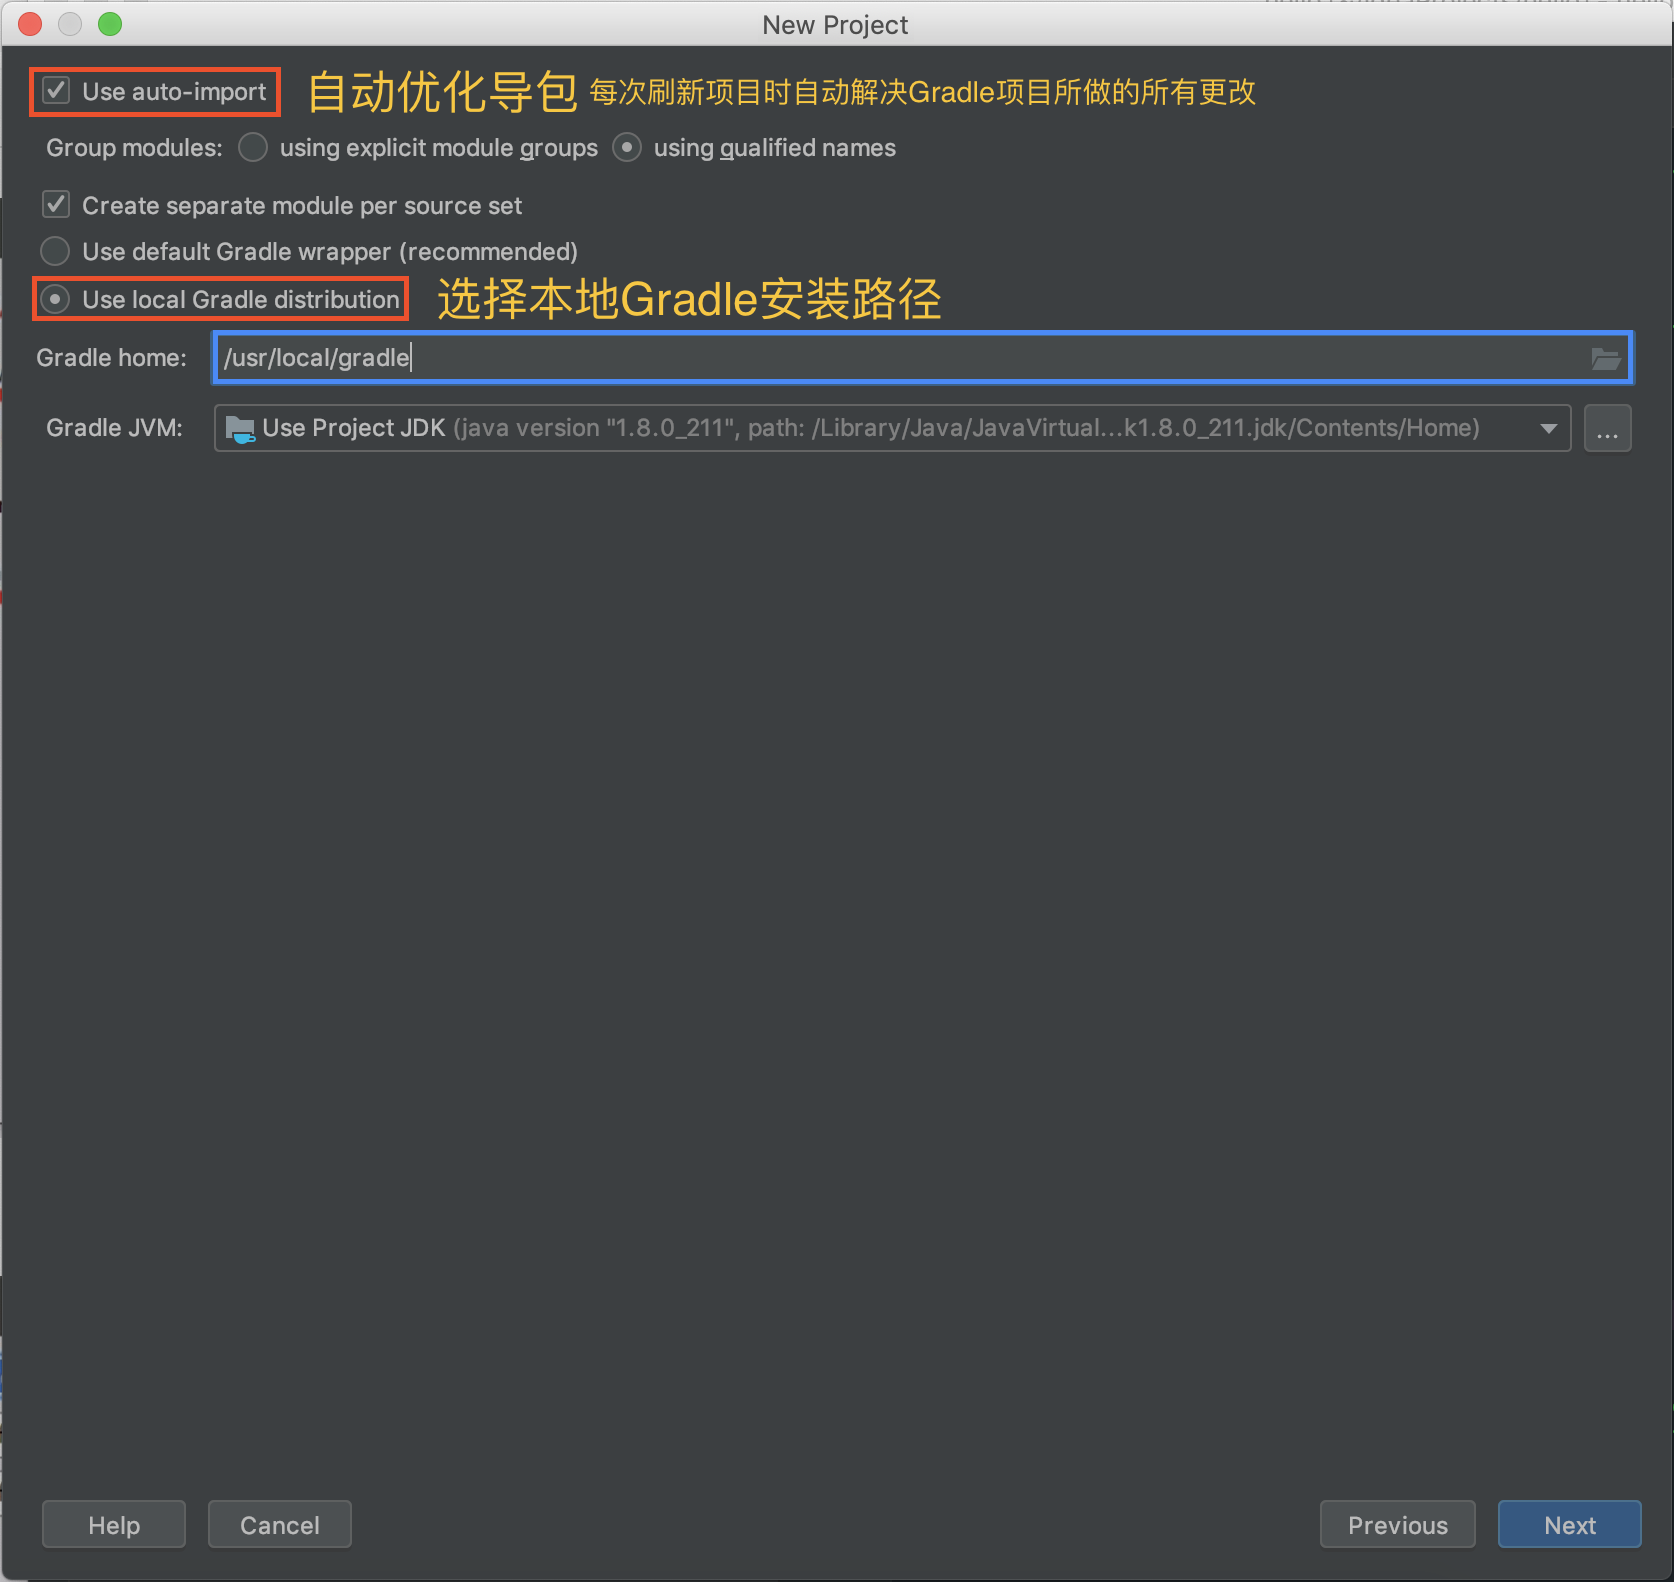 New Project
Use auto-import 自动优化导包 每次刷新项目时自动解决Gradle项目所做的所有更改
Group modules: using explicit module groups using qualified names
Create separate module per source set
Use default Gradle wrapper (recommended)
Use local Gradle distribution 选择本地Gradle安装路径
Gradle home: /usr/local/gradle
Gradle JVM: Use Project JDK (java version "1.8.0_211", path: /Library/Java/JavaVirtual...k1.8.0_211.jdk/Contents/Home) ...
Help Cancel Previous Next